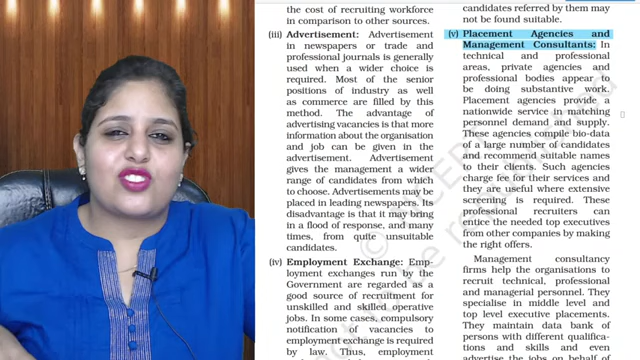 the cost of recruiting workforce
in comparison to other sources.
(iii) Advertisement: Advertisement
in newspapers or trade and
professional journals is generally
used when a wider choice is
required. Most of the senior
positions of industry as well
as commerce are filled by this
method. The advantage of
advertising vacancies is that more
information about the organisation
and job can be given in the
advertisement. Advertisement
gives the management a wider
range of candidates from which
to choose. Advertisements may be
placed in leading newspapers. Its
disadvantage is that it may bring
in a flood of response, and many
times, from quite unsuitable
candidates.
(iv) Employment Exchange: Emp-
loyment exchanges run by the
Government are regarded as a
good source of recruitment for
unskilled and skilled operative
jobs. In some cases, compulsory
notification of vacancies to
employment exchange is required
by law. Thus, employment
candidates referred by them may
not be found suitable.
(v) Placement Agencies and
Management Consultants: In
technical and professional
areas, private agencies and
professional bodies appear to
be doing substantive work.
Placement agencies provide a
nationwide service in matching
personnel demand and supply.
These agencies compile bio-data
of a large number of candidates
and recommend suitable names
to their clients. Such agencies
charge fee for their services and
they are useful where extensive
screening is required. These
professional recruiters can
entice the needed top executives
from other companies by making
the right offers.
Management consultancy
firms help the organisations to
recruit technical, professional
and managerial personnel. They
specialise in middle level and
top level executive placements.
They maintain data bank of
persons with different qualifica-
tions and skills and even
advertise the jobs on behalf of